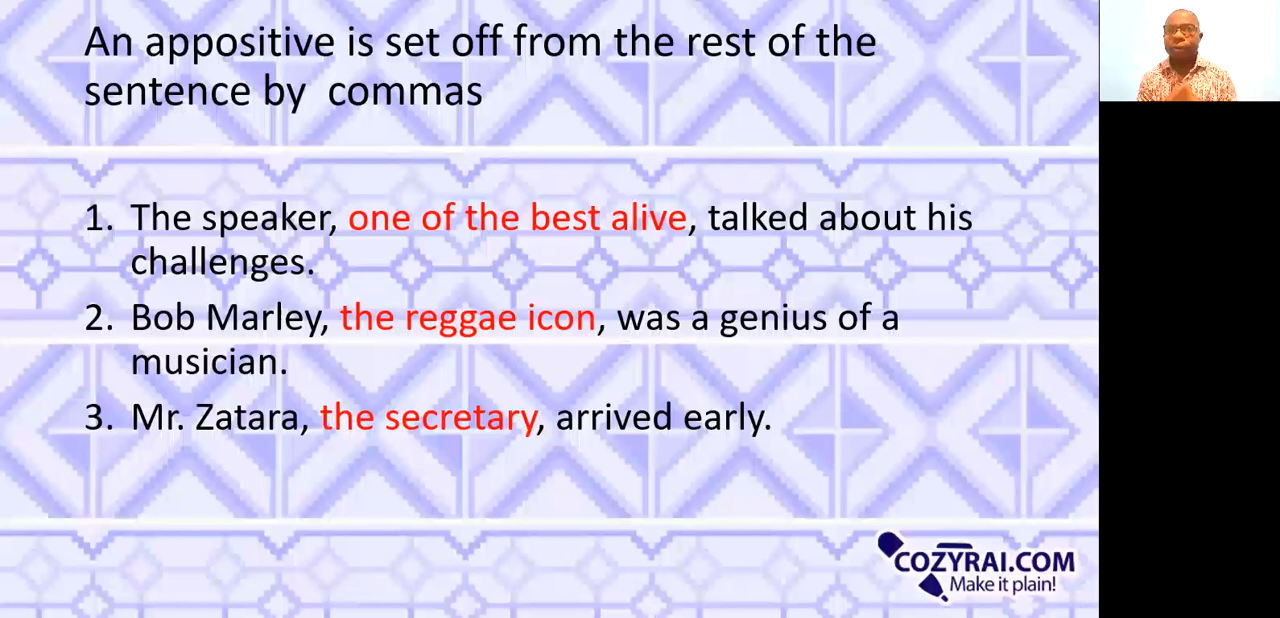 An appositive is set off from the rest of the
sentence by  commas
1. The speaker, one of the best alive, talked about his
challenges.
2. Bob Marley, the reggae icon, was a genius of a
musician.
3. Mr. Zatara, the secretary, arrived early.
COZYRAI.COM
Make it plain!